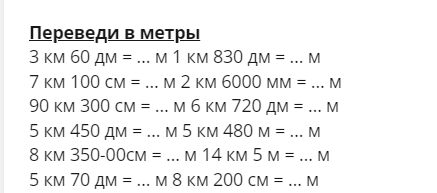 Переведи в метры
3 км 60 дм = ... м 1 км 830 дм = ... м
7 км 100 см = ... м 2 км 6000 мм = ... м
90 км 300 см = ... м 6 км 720 дм = ... м
5 км 450 дм = ... м 5 км 480 м = ... м
8 км 350-00см = ... м 14 км 5 м = ... м
5 км 70 дм = ... м 8 км 200 см = ... м